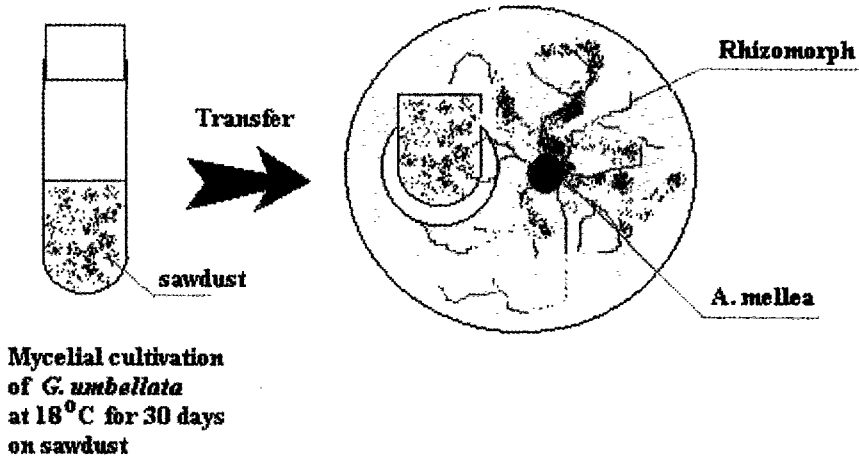 Transfer
Rhizomorph
sawdust
A. mellea
Mycelial cultivation
of G. umbellata
at 18°C for 30 days
on sawdust